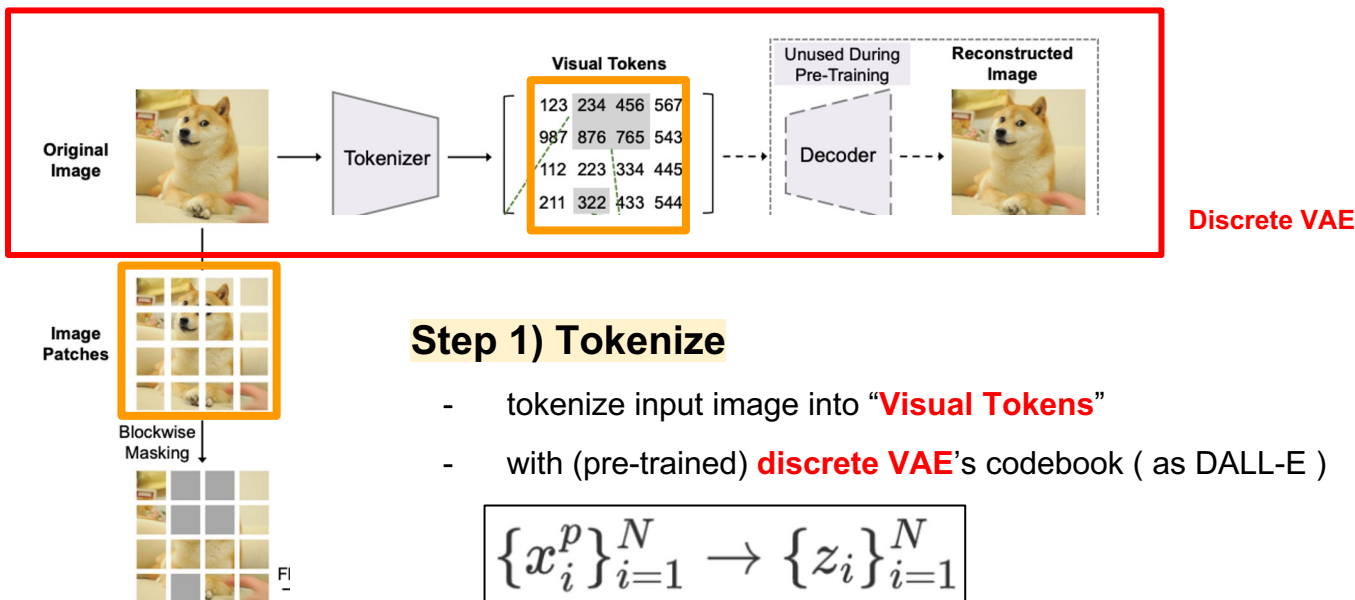 Unused During
Pre-Training
Reconstructed
Image
Visual Tokens
Original
Image
Tokenizer
123 234 456 567
987 876 765 543
112 223 334 445
211 322 433 544
Decoder
Discrete VAE
Image
Patches
Blockwise
Masking
Step 1) Tokenize
- tokenize input image into “Visual Tokens”
- with (pre-trained) discrete VAE’s codebook ( as DALL-E )
{x_i^p}_{i=1}^N → {z_i}_{i=1}^N